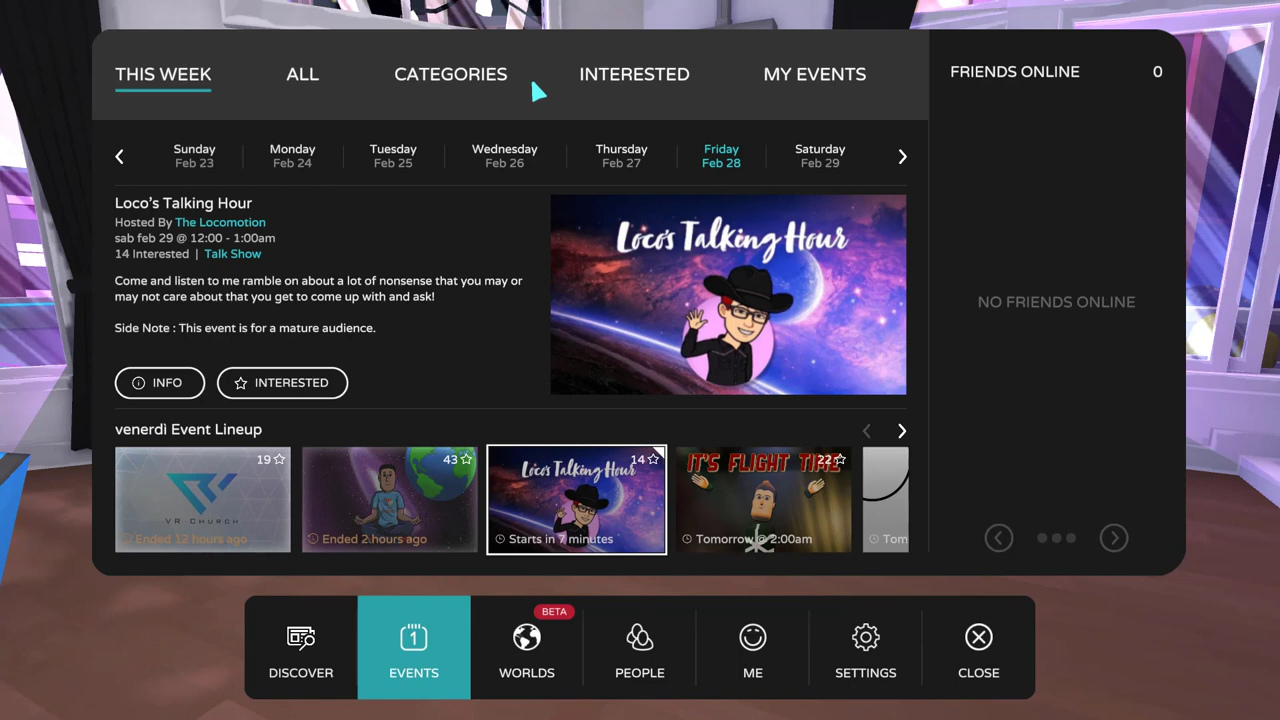 THIS WEEK ALL CATEGORIES INTERESTED MY EVENTS
FRIENDS ONLINE 0
Sunday Monday Tuesday Wednesday Thursday Friday Saturday
Feb 23 Feb 24 Feb 25 Feb 26 Feb 27 Feb 28 Feb 29
Loco's Talking Hour
Hosted By The Locomotion
sab feb 29 @ 12:00 - 1:00am
14 Interested | Talk Show
Come and listen to me ramble on about a lot of nonsense that you may or
may not care about that you get to come up with and ask!
Side Note : This event is for a mature audience.
INFO INTERESTED
Loco's Talking Hour
NO FRIENDS ONLINE
venerdì Event Lineup
19
VR CHURCH
Ended 12 hours ago
43
Ended 2 hours ago
14
Loco's Talking Hour
Starts in 7 minutes
22
IT'S FLIGHT TIME
Tomorrow @ 2:00am
Tom
BETA
1
DISCOVER EVENTS WORLDS PEOPLE ME SETTINGS CLOSE